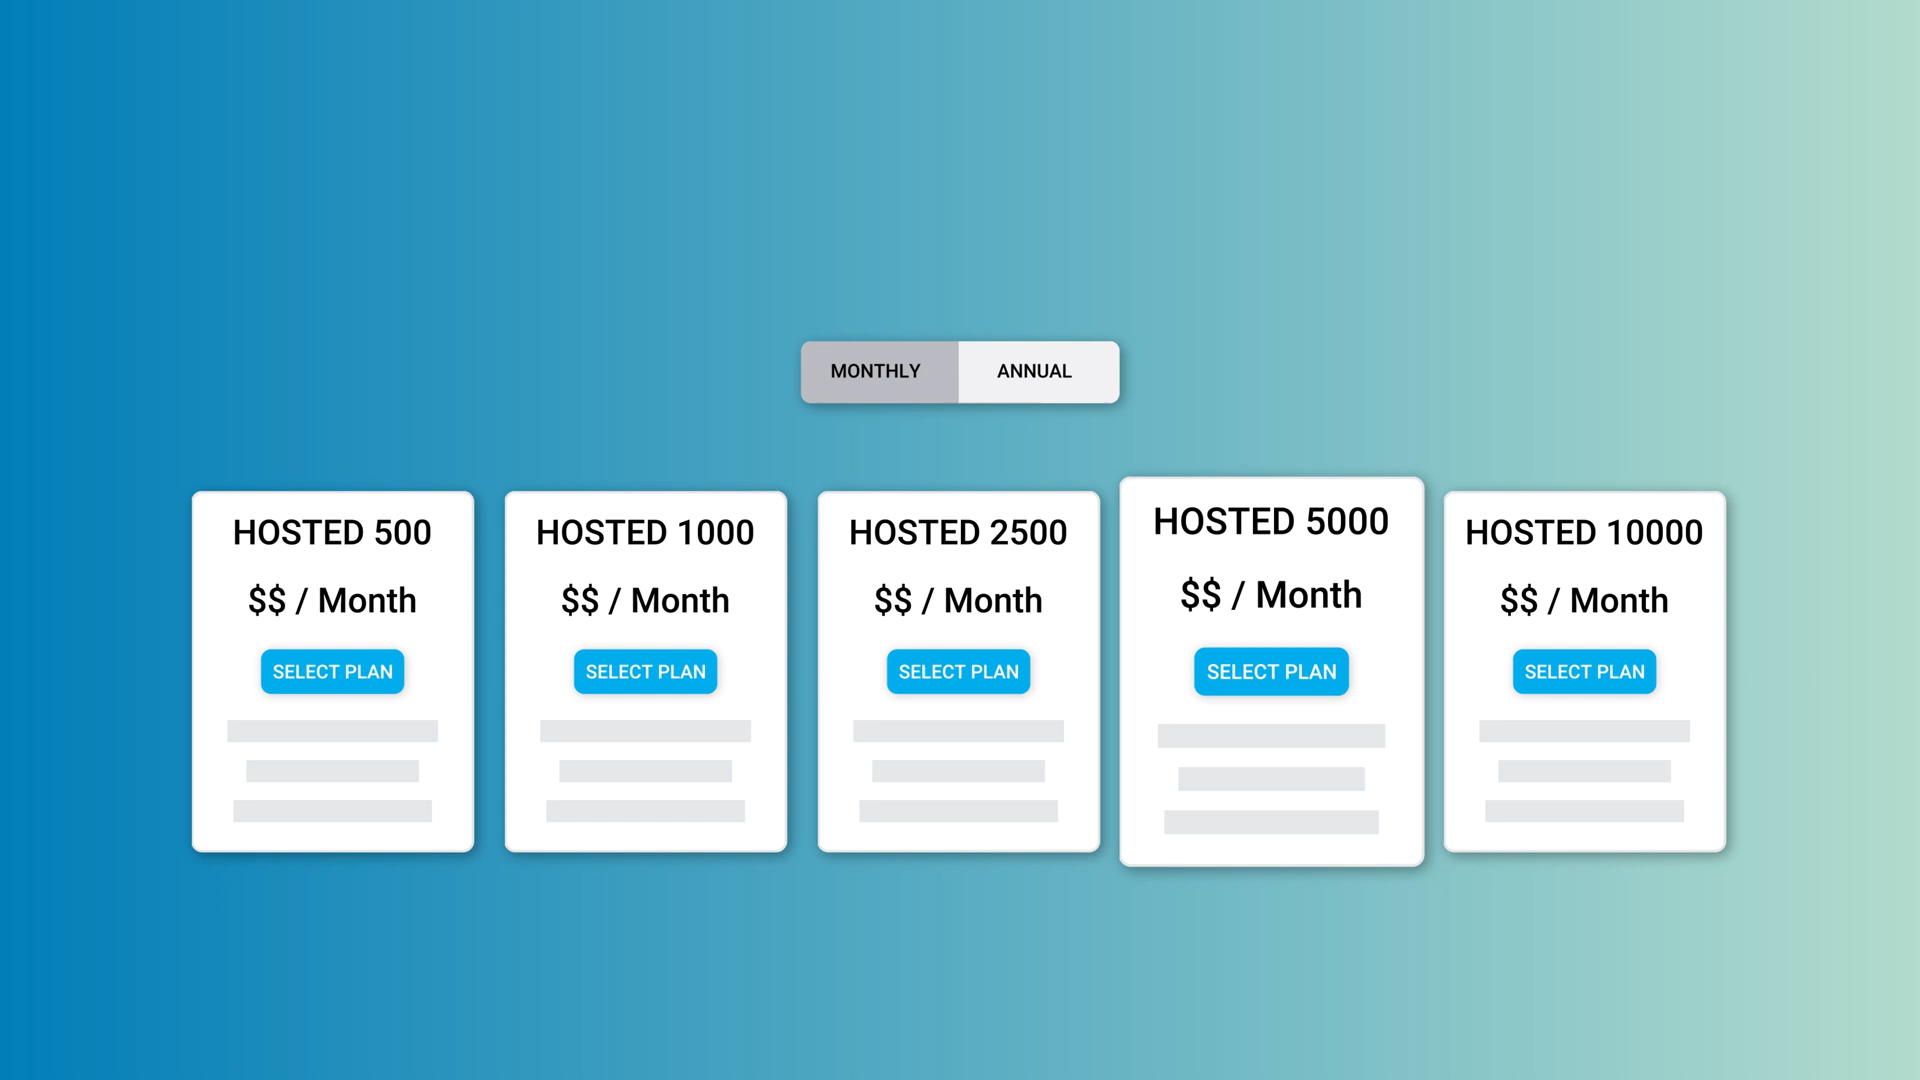 MONTHLY ANNUAL
HOSTED 500
$$ / Month
SELECT PLAN
HOSTED 1000
$$ / Month
SELECT PLAN
HOSTED 2500
$$ / Month
SELECT PLAN
HOSTED 5000
$$ / Month
SELECT PLAN
HOSTED 10000
$$ / Month
SELECT PLAN